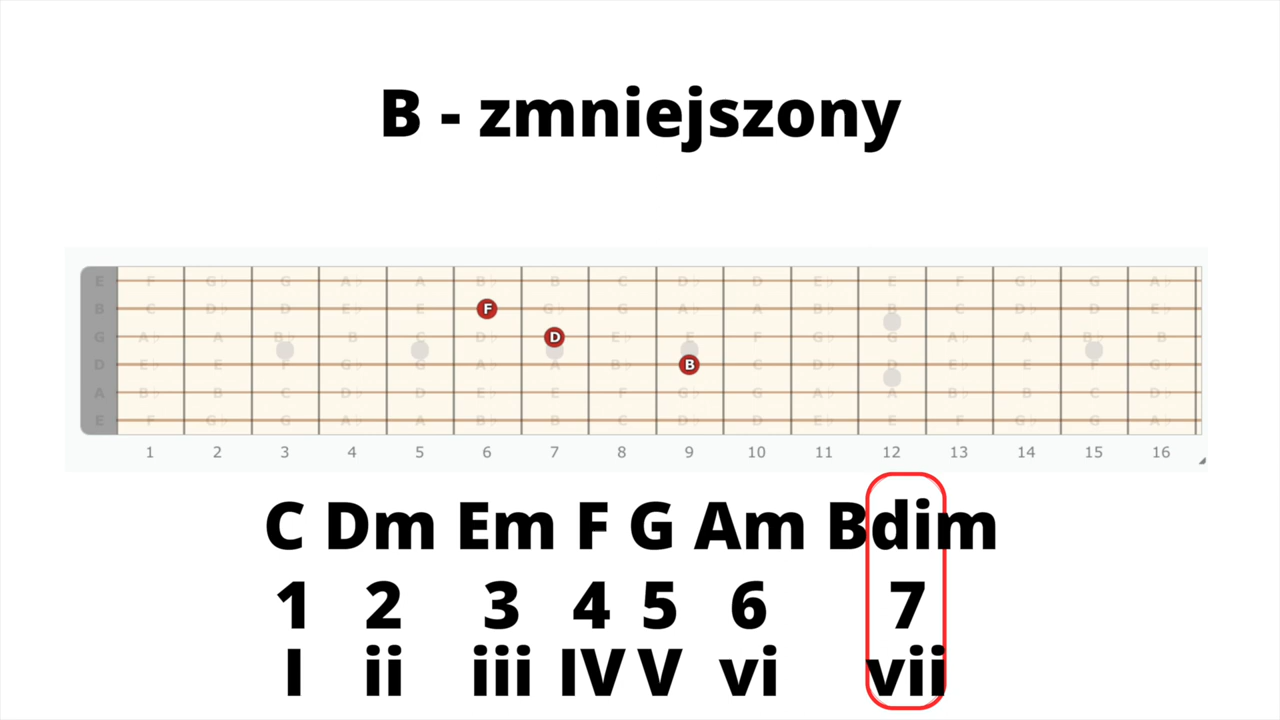 B - zmniejszony
E F G♭ G A♭ A B♭ B C D♭ D E♭ E F G♭ G A♭
B C D♭ D E♭ E F G♭ G A♭ A B♭ B C D♭ D E♭
G A♭ A B♭ B C D♭ D E♭ E F G♭ G A♭ A B♭ B
D E♭ E F G♭ G A♭ A B♭ B C D♭ D E♭ E F G♭
A B♭ B C D♭ D E♭ E F G♭ G A♭ A B♭ B C D♭
E F G♭ G A♭ A B♭ B C D♭ D E♭ E F G♭ G A♭
1 2 3 4 5 6 7 8 9 10 11 12 13 14 15 16
C Dm Em F G Am Bdim
1 2 3 4 5 6 7
I ii iii IV V vi vii